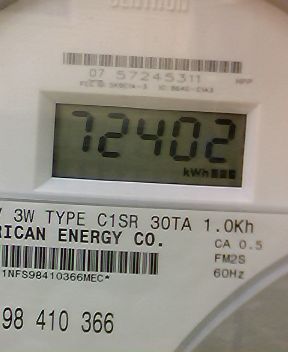 CENTRON
07 57245311
72402
kWh
3W TYPE C1SR 30TA 1.0Kh
RICAN ENERGY CO.
CA 0.5
FM2S
60Hz
1NFS98410366MEC*
98 410 366